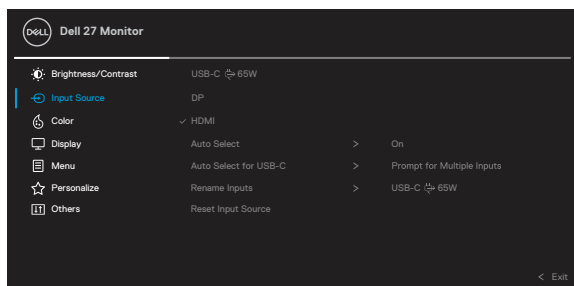 DELL Dell 27 Monitor
Brightness/Contrast USB-C 65W
Input Source DP
Color ✓ HDMI
Display Auto Select > On
Menu Auto Select for USB-C > Prompt for Multiple Inputs
Personalize Rename Inputs > USB-C 65W
Others Reset Input Source
< Exit